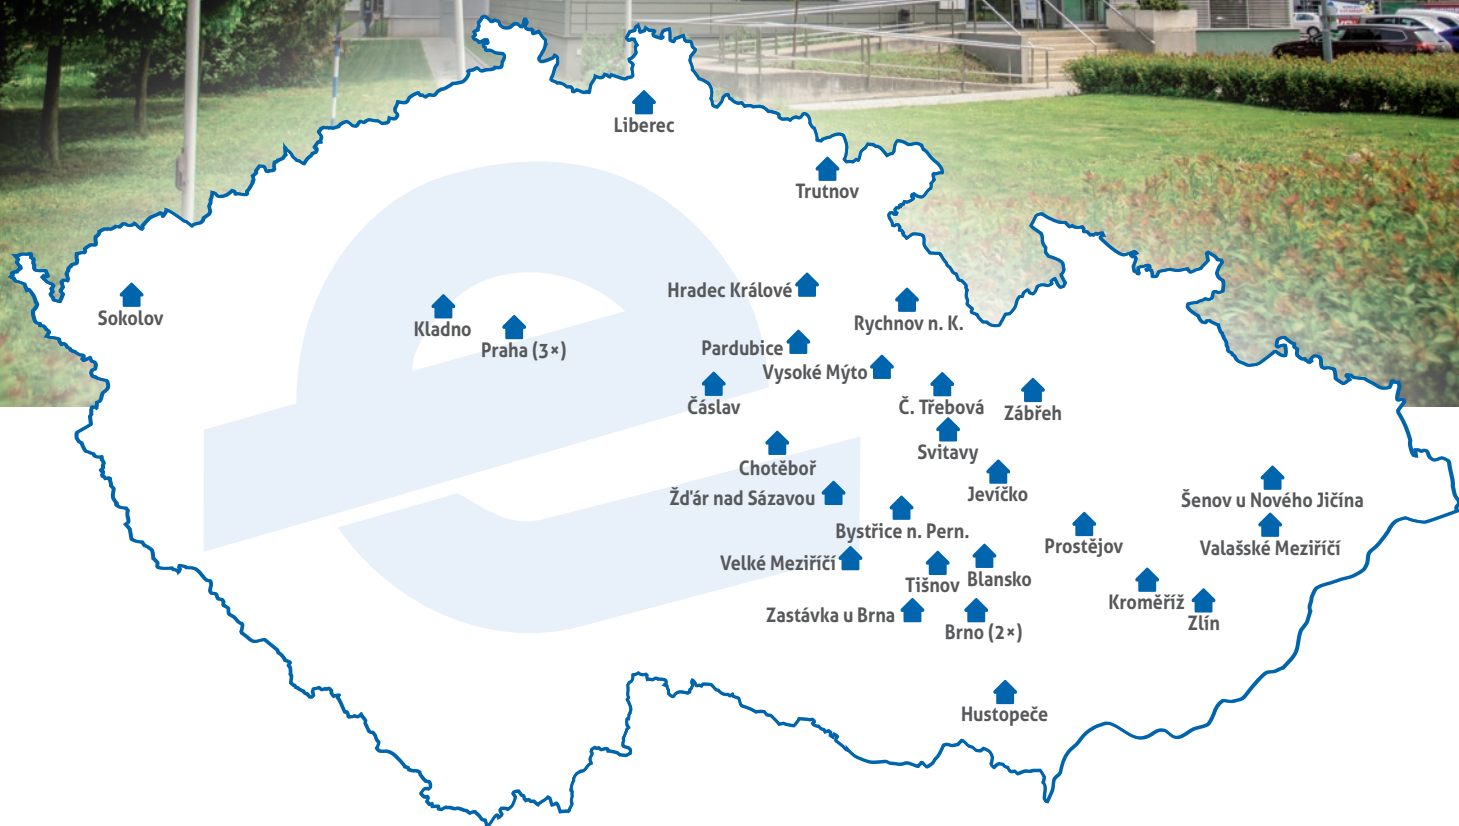 Liberec
Trutnov
Hradec Králové
Sokolov
Kladno
Rychnov n. K.
Praha (3×)
Pardubice
Vysoké Mýto
Čáslav
Č. Třebová
Zábřeh
Svitavy
Chotěboř
Jevíčko
Žďár nad Sázavou
Šenov u Nového Jičína
Bystřice n. Pern.
Prostějov
Valašské Meziříčí
Velké Meziříčí
Tišnov
Blansko
Kroměříž
Zastávka u Brna
Zlín
Brno (2×)
Hustopeče